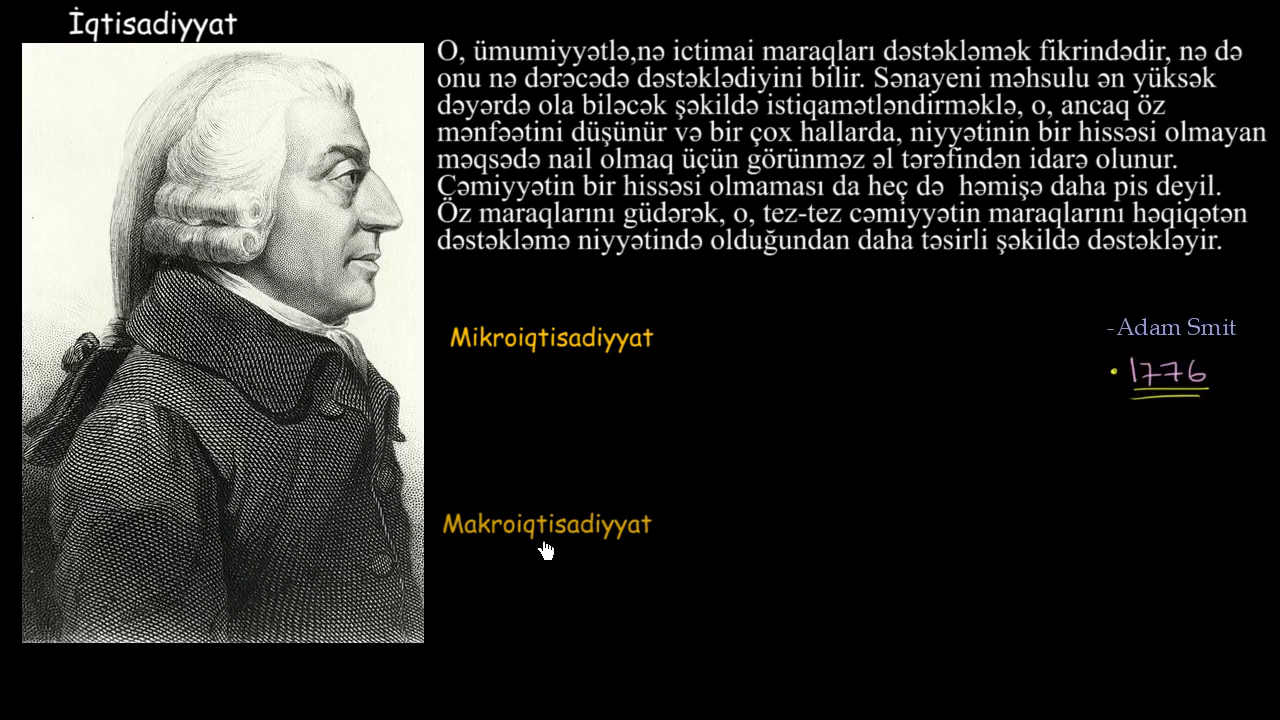 İqtisadiyyat
O, ümumiyyətlə,nə ictimai maraqları dəstəkləmək fikrindədir, nə də
onu nə dərəcədə dəstəklədiyini bilir. Sənayeni məhsulu ən yüksək
dəyərdə ola biləcək şəkildə istiqamətləndirməklə, o, ancaq öz
mənfəətini düşünür və bir çox hallarda, niyyətinin bir hissəsi olmayan
məqsədə nail olmaq üçün görünməz əl tərəfindən idarə olunur.
Cəmiyyətin bir hissəsi olmaması da heç də  həmişə daha pis deyil.
Öz maraqlarını güdərək, o, tez-tez cəmiyyətin maraqlarını həqiqətən
dəstəkləmə niyyətində olduğundan daha təsirli şəkildə dəstəkləyir.
-Adam Smit
Mikroiqtisadiyyat
• 1776
Makroiqtisadiyyat